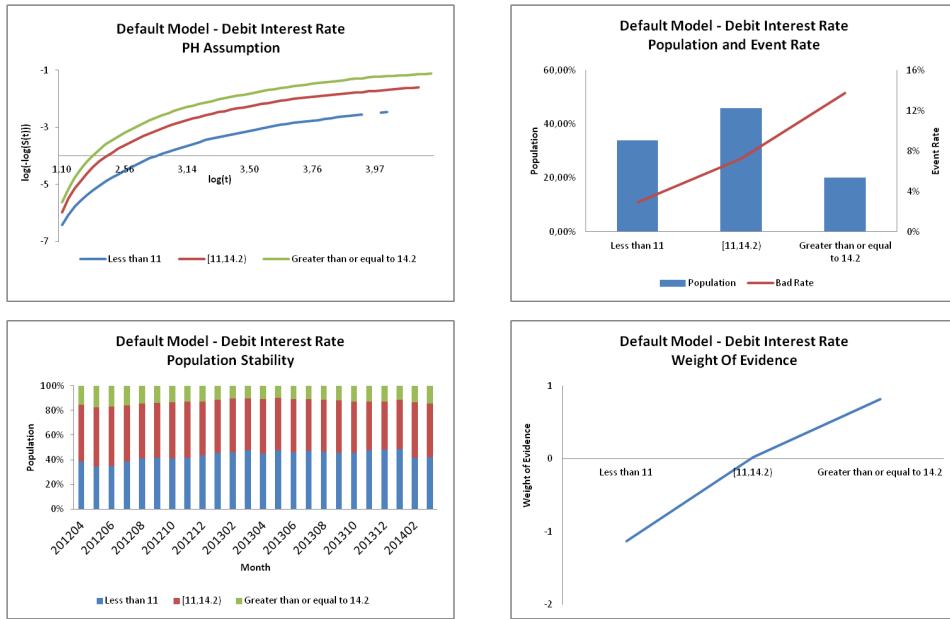 Default Model - Debit Interest Rate
PH Assumption
-1
-3
-5
-7
log(-log(S(t)))
1,10 2,56 3,14 3,50 3,76 3,97
log(t)
Less than 11 [11,14.2) Greater than or equal to 14.2
Default Model - Debit Interest Rate
Population and Event Rate
60,00% 16%
12%
40,00%
8%
20,00%
4%
0,00% 0%
Population
Event Rate
Less than 11 [11,14.2) Greater than or equal
to 14.2
Population Bad Rate
Default Model - Debit Interest Rate
Population Stability
100%
80%
60%
40%
20%
0%
Population
201204 201206 201208 201210 201212 201302 201304 201306 201308 201310 201312 201402
Month
Less than 11 [11,14.2) Greater than or equal to 14.2
Default Model - Debit Interest Rate
Weight Of Evidence
1
0
-1
-2
Weight of Evidence
Less than 11 [11,14.2) Greater than or equal to 14.2